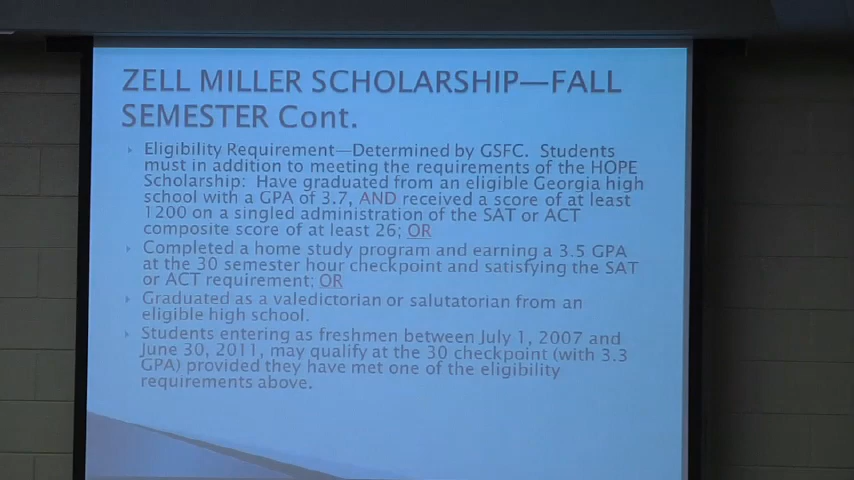 ZELL MILLER SCHOLARSHIP—FALL
SEMESTER Cont.
Eligibility Requirement—Determined by GSFC. Students
must in addition to meeting the requirements of the HOPE
Scholarship: Have graduated from an eligible Georgia high
school with a GPA of 3.7, AND received a score of at least
1200 on a singled administration of the SAT or ACT
composite score of at least 26; OR
Completed a home study program and earning a 3.5 GPA
at the 30 semester hour checkpoint and satisfying the SAT
or ACT requirement; OR
Graduated as a valedictorian or salutatorian from an
eligible high school.
Students entering as freshmen between July 1, 2007 and
June 30, 2011, may qualify at the 30 checkpoint (with 3.3
GPA) provided they have met one of the eligibility
requirements above.